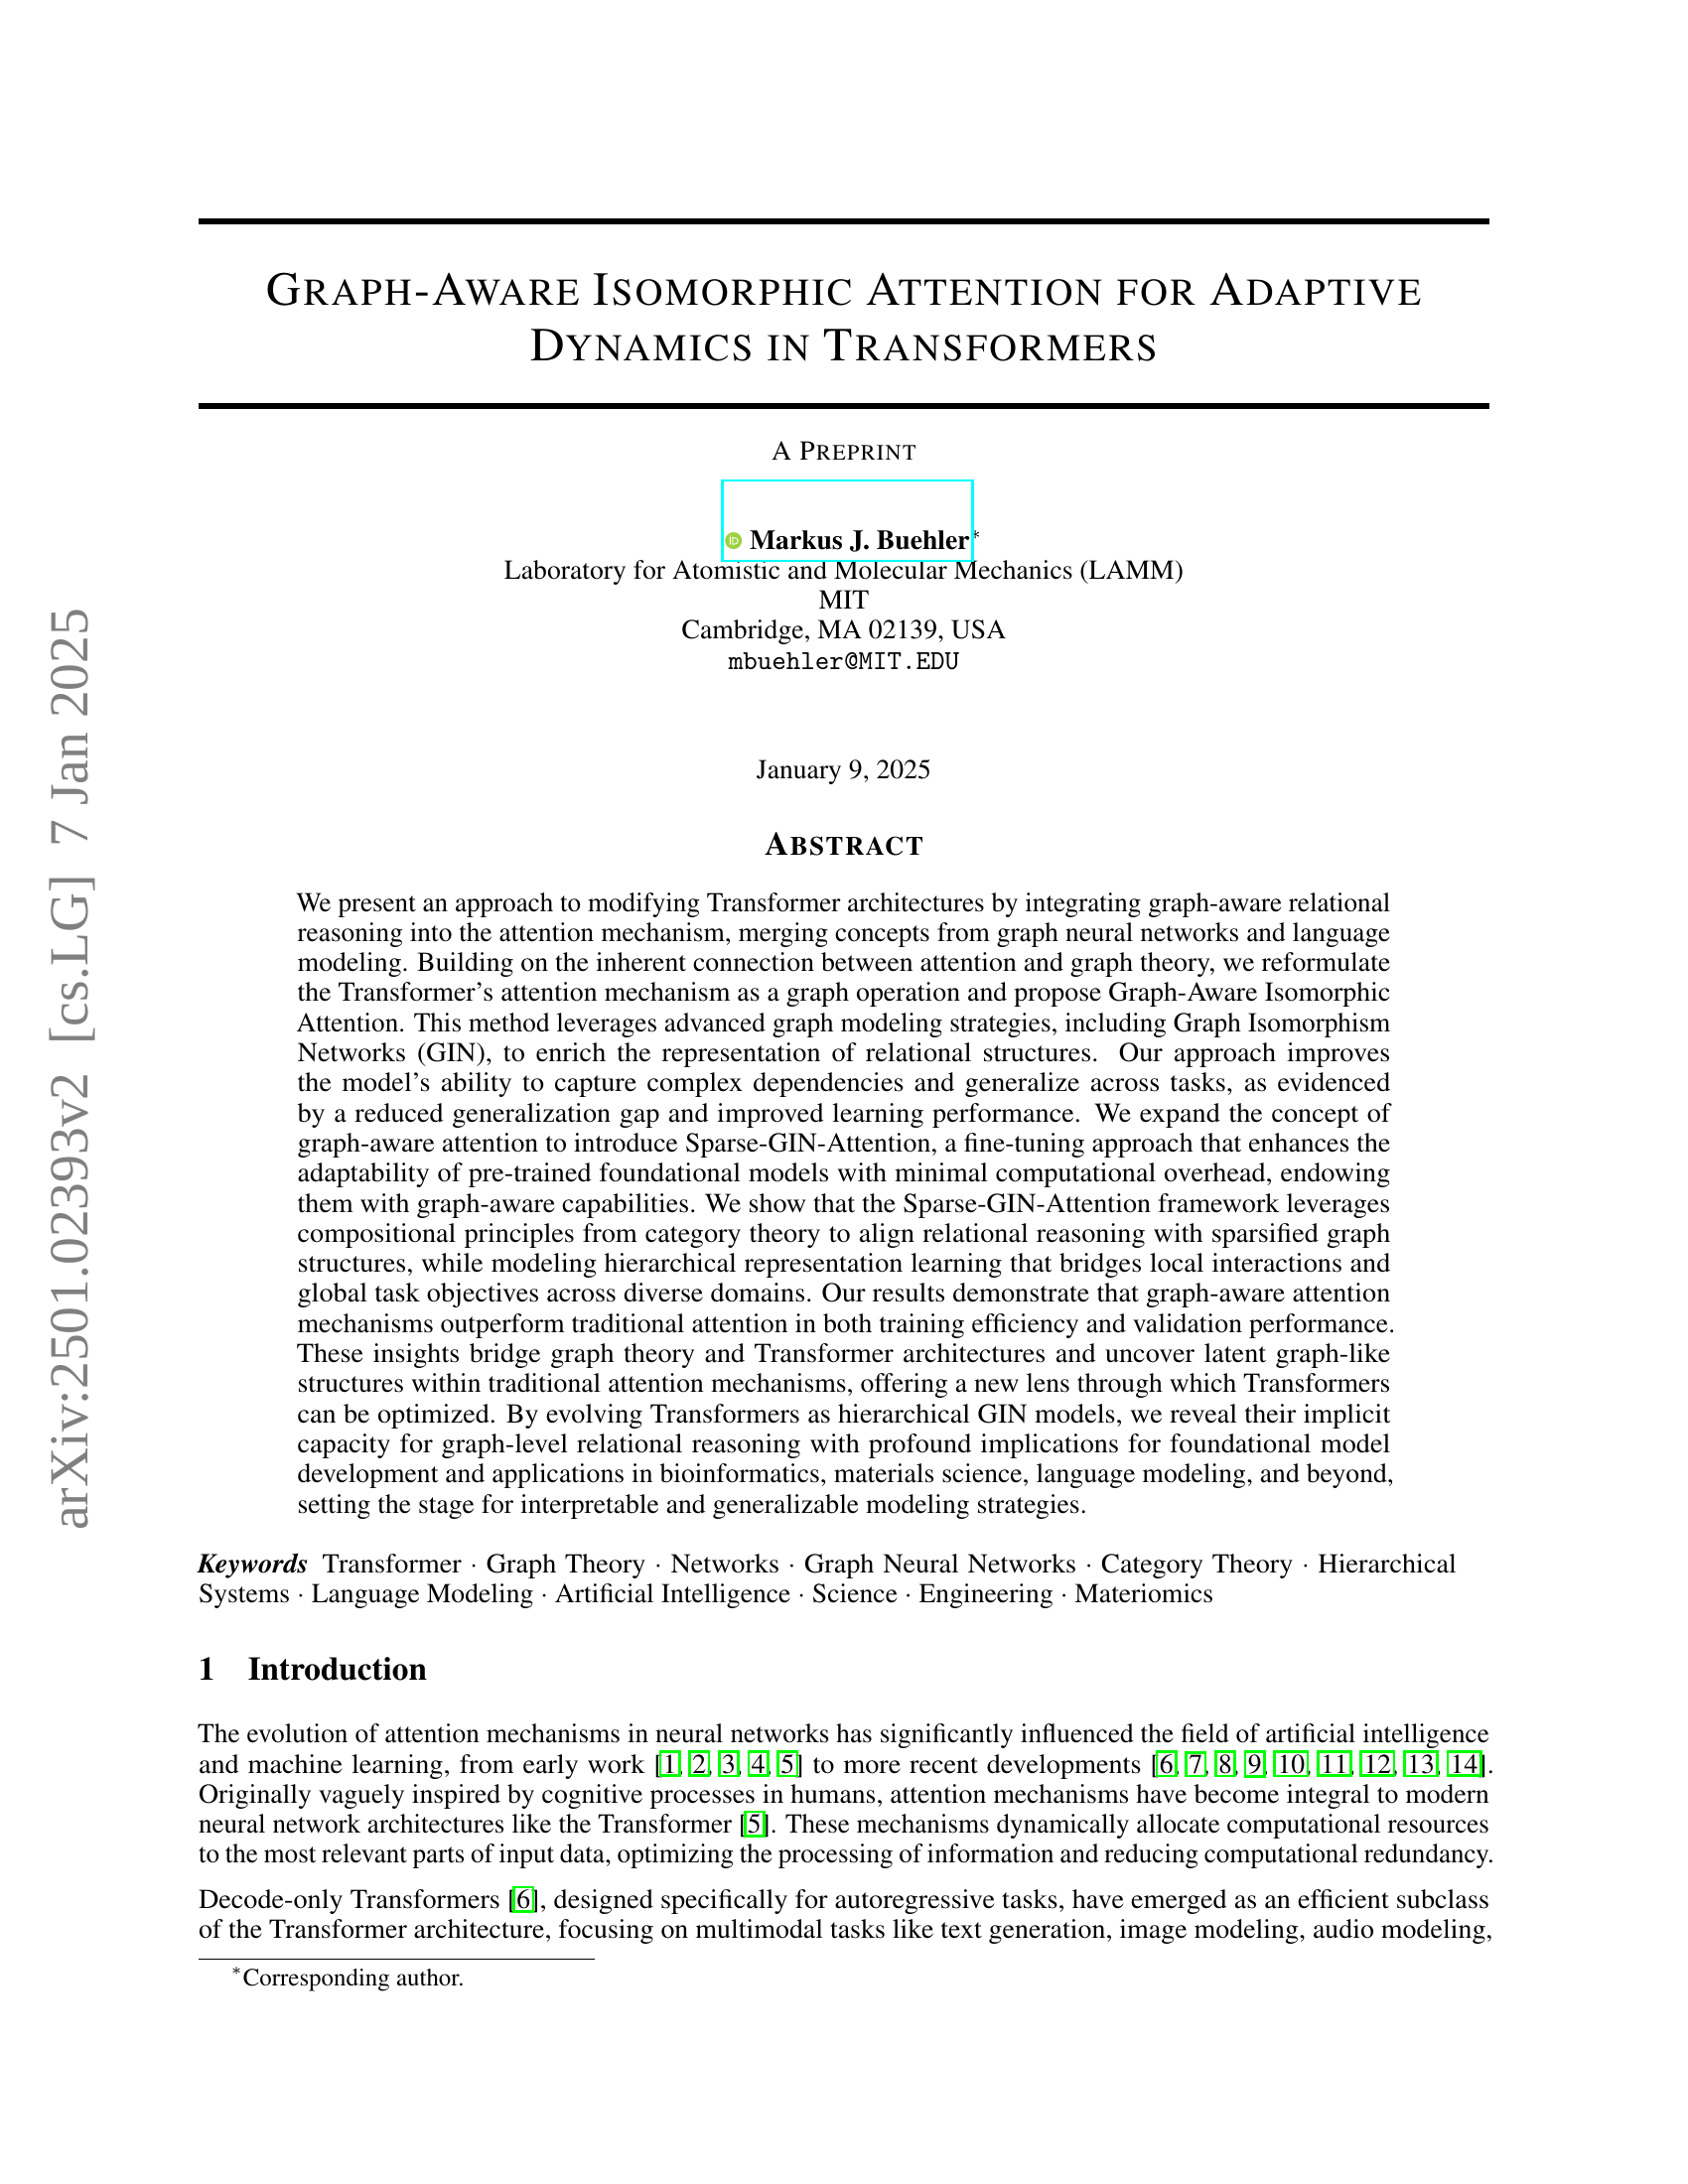 arXiv:2501.02393v2 [cs.LG] 7 Jan 2025
GRAPH-AWARE ISOMORPHIC ATTENTION FOR ADAPTIVE
DYNAMICS IN TRANSFORMERS
A PREPRINT
Markus J. Buehler*
Laboratory for Atomistic and Molecular Mechanics (LAMM)
MIT
Cambridge, MA 02139, USA
mbuehler@MIT.EDU
January 9, 2025
ABSTRACT
We present an approach to modifying Transformer architectures by integrating graph-aware relational
reasoning into the attention mechanism, merging concepts from graph neural networks and language
modeling. Building on the inherent connection between attention and graph theory, we reformulate
the Transformer's attention mechanism as a graph operation and propose Graph-Aware Isomorphic
Attention. This method leverages advanced graph modeling strategies, including Graph Isomorphism
Networks (GIN), to enrich the representation of relational structures. Our approach improves
the model's ability to capture complex dependencies and generalize across tasks, as evidenced
by a reduced generalization gap and improved learning performance. We expand the concept of
graph-aware attention to introduce Sparse-GIN-Attention, a fine-tuning approach that enhances the
adaptability of pre-trained foundational models with minimal computational overhead, endowing
them with graph-aware capabilities. We show that the Sparse-GIN-Attention framework leverages
compositional principles from category theory to align relational reasoning with sparsified graph
structures, while modeling hierarchical representation learning that bridges local interactions and
global task objectives across diverse domains. Our results demonstrate that graph-aware attention
mechanisms outperform traditional attention in both training efficiency and validation performance.
These insights bridge graph theory and Transformer architectures and uncover latent graph-like
structures within traditional attention mechanisms, offering a new lens through which Transformers
can be optimized. By evolving Transformers as hierarchical GIN models, we reveal their implicit
capacity for graph-level relational reasoning with profound implications for foundational model
development and applications in bioinformatics, materials science, language modeling, and beyond,
setting the stage for interpretable and generalizable modeling strategies.
Keywords Transformer · Graph Theory · Networks · Graph Neural Networks · Category Theory · Hierarchical
Systems · Language Modeling · Artificial Intelligence · Science · Engineering · Materiomics
1 Introduction
The evolution of attention mechanisms in neural networks has significantly influenced the field of artificial intelligence
and machine learning, from early work [1, 2, 3, 4, 5] to more recent developments [6, 7, 8, 9, 10, 11, 12, 13, 14].
Originally vaguely inspired by cognitive processes in humans, attention mechanisms have become integral to modern
neural network architectures like the Transformer [5]. These mechanisms dynamically allocate computational resources
to the most relevant parts of input data, optimizing the processing of information and reducing computational redundancy.
Decode-only Transformers [6], designed specifically for autoregressive tasks, have emerged as an efficient subclass
of the Transformer architecture, focusing on multimodal tasks like text generation, image modeling, audio modeling,
*Corresponding author.